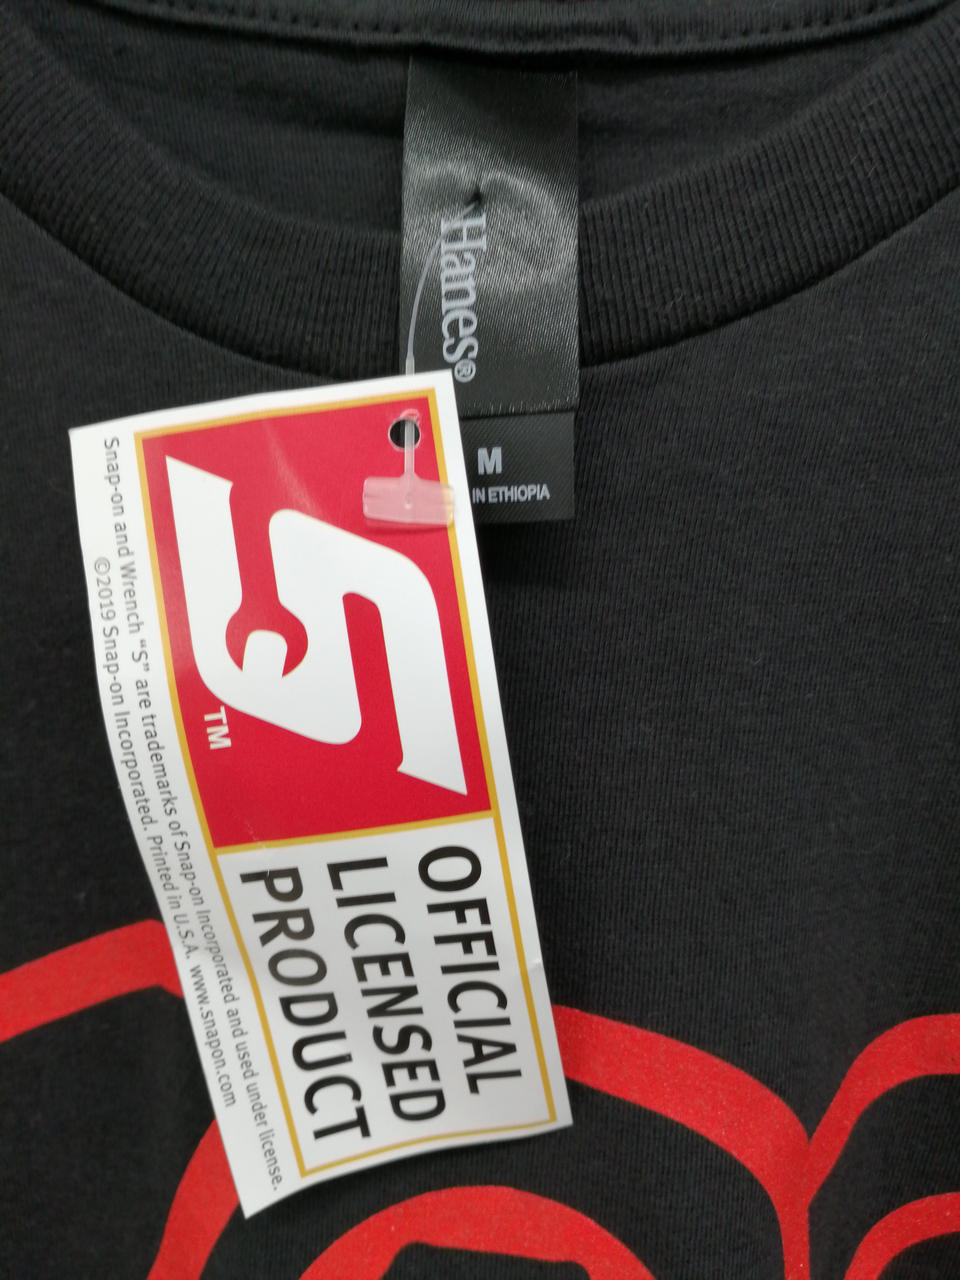 Hanes®
M
IN ETHIOPIA
TM
OFFICIAL
LICENSED
PRODUCT
Snap-on and Wrench “S” are trademarks of Snap-on Incorporated and used under license.
©2019 Snap-on Incorporated. Printed in U.S.A. www.snapon.com